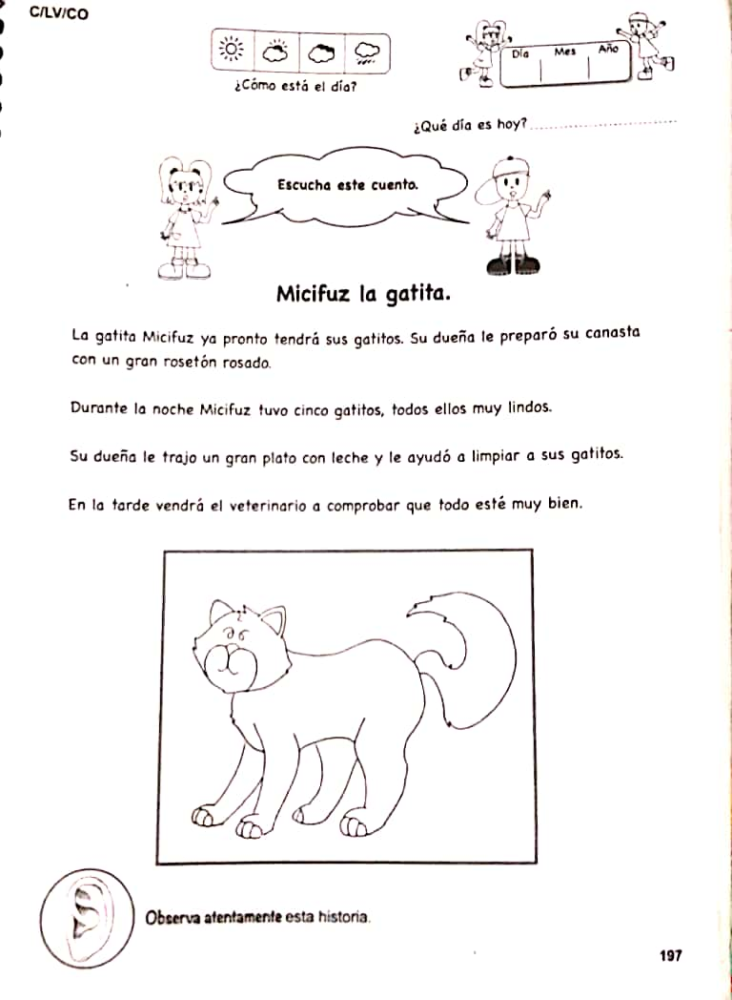 C/LV/CO
¿Cómo está el día?
Día Mes Año
¿Qué día es hoy?
Escucha este cuento.
Micifuz la gatita.
La gatita Micifuz ya pronto tendrá sus gatitos. Su dueña le preparó su canasta
con un gran rosetón rosado.
Durante la noche Micifuz tuvo cinco gatitos, todos ellos muy lindos.
Su dueña le trajo un gran plato con leche y le ayudó a limpiar a sus gatitos.
En la tarde vendrá el veterinario a comprobar que todo esté muy bien.
Observa atentamente esta historia.
197